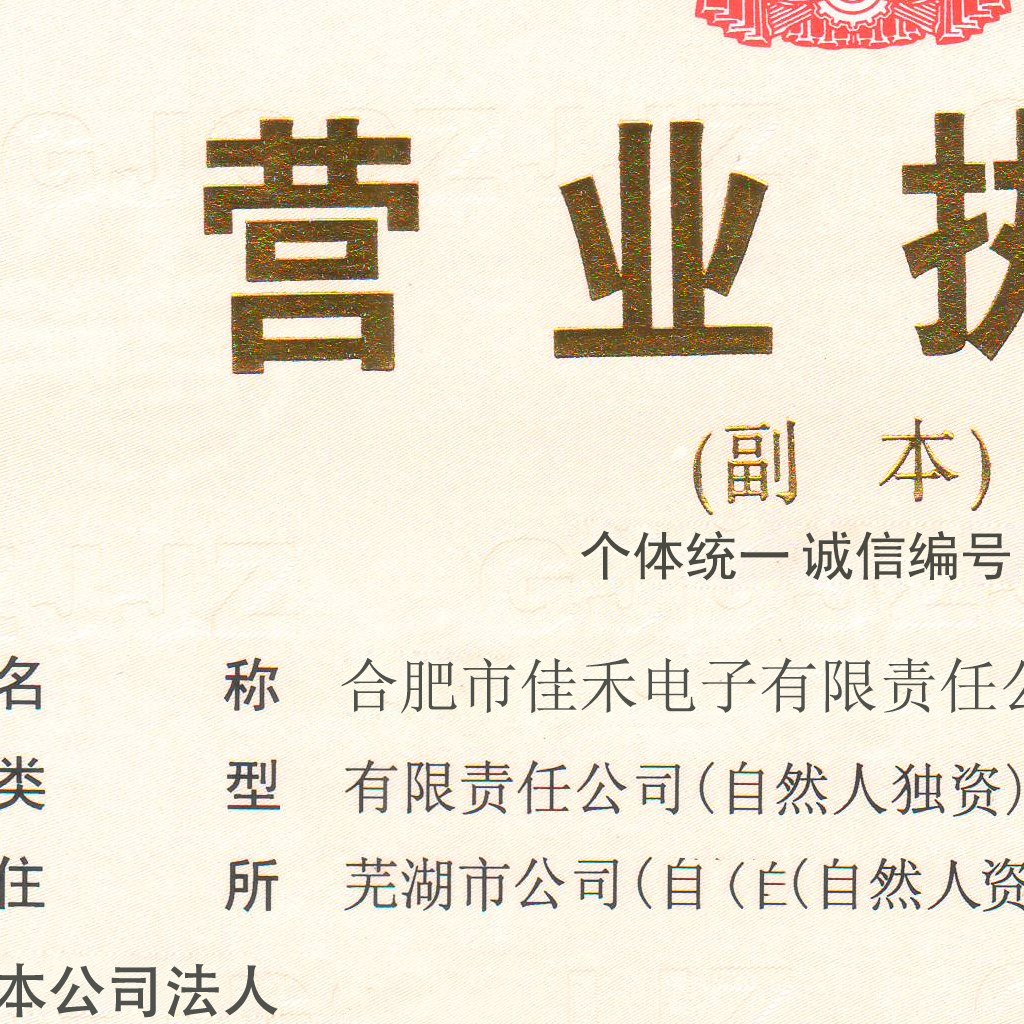 营业执
(副 本)
个体统一 诚信编号
名 称 合肥市佳禾电子有限责任公
类 型 有限责任公司(自然人独资)
住 所 芜湖市公司(自(自(自然人资
本公司法人